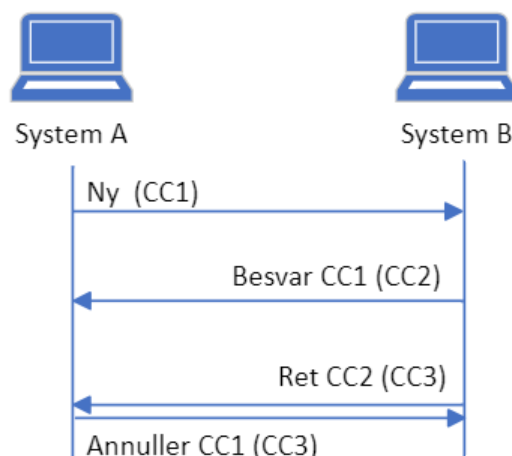 System A
System B
Ny (CC1)
Besvar CC1 (CC2)
Ret CC2 (CC3)
Annuller CC1 (CC3)